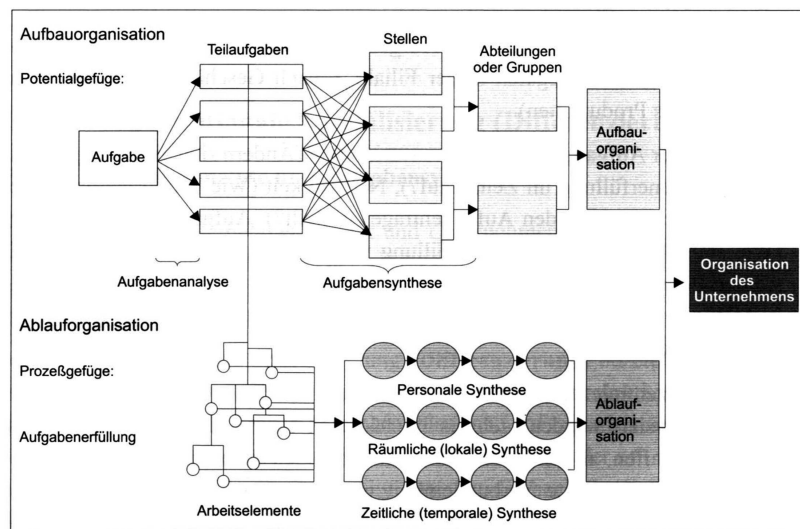 Aufbauorganisation
Teilaufgaben
Stellen
Abteilungen
oder Gruppen
Potentialgefüge:
Aufgabe
Aufbau-
organi-
sation
Aufgabenanalyse
Aufgabensynthese
Organisation
des
Unternehmens
Ablauforganisation
Prozeßgefüge:
Personale Synthese
Aufgabenerfüllung
Räumliche (lokale) Synthese
Ablauf-
organi-
sation
Arbeitselemente
Zeitliche (temporale) Synthese